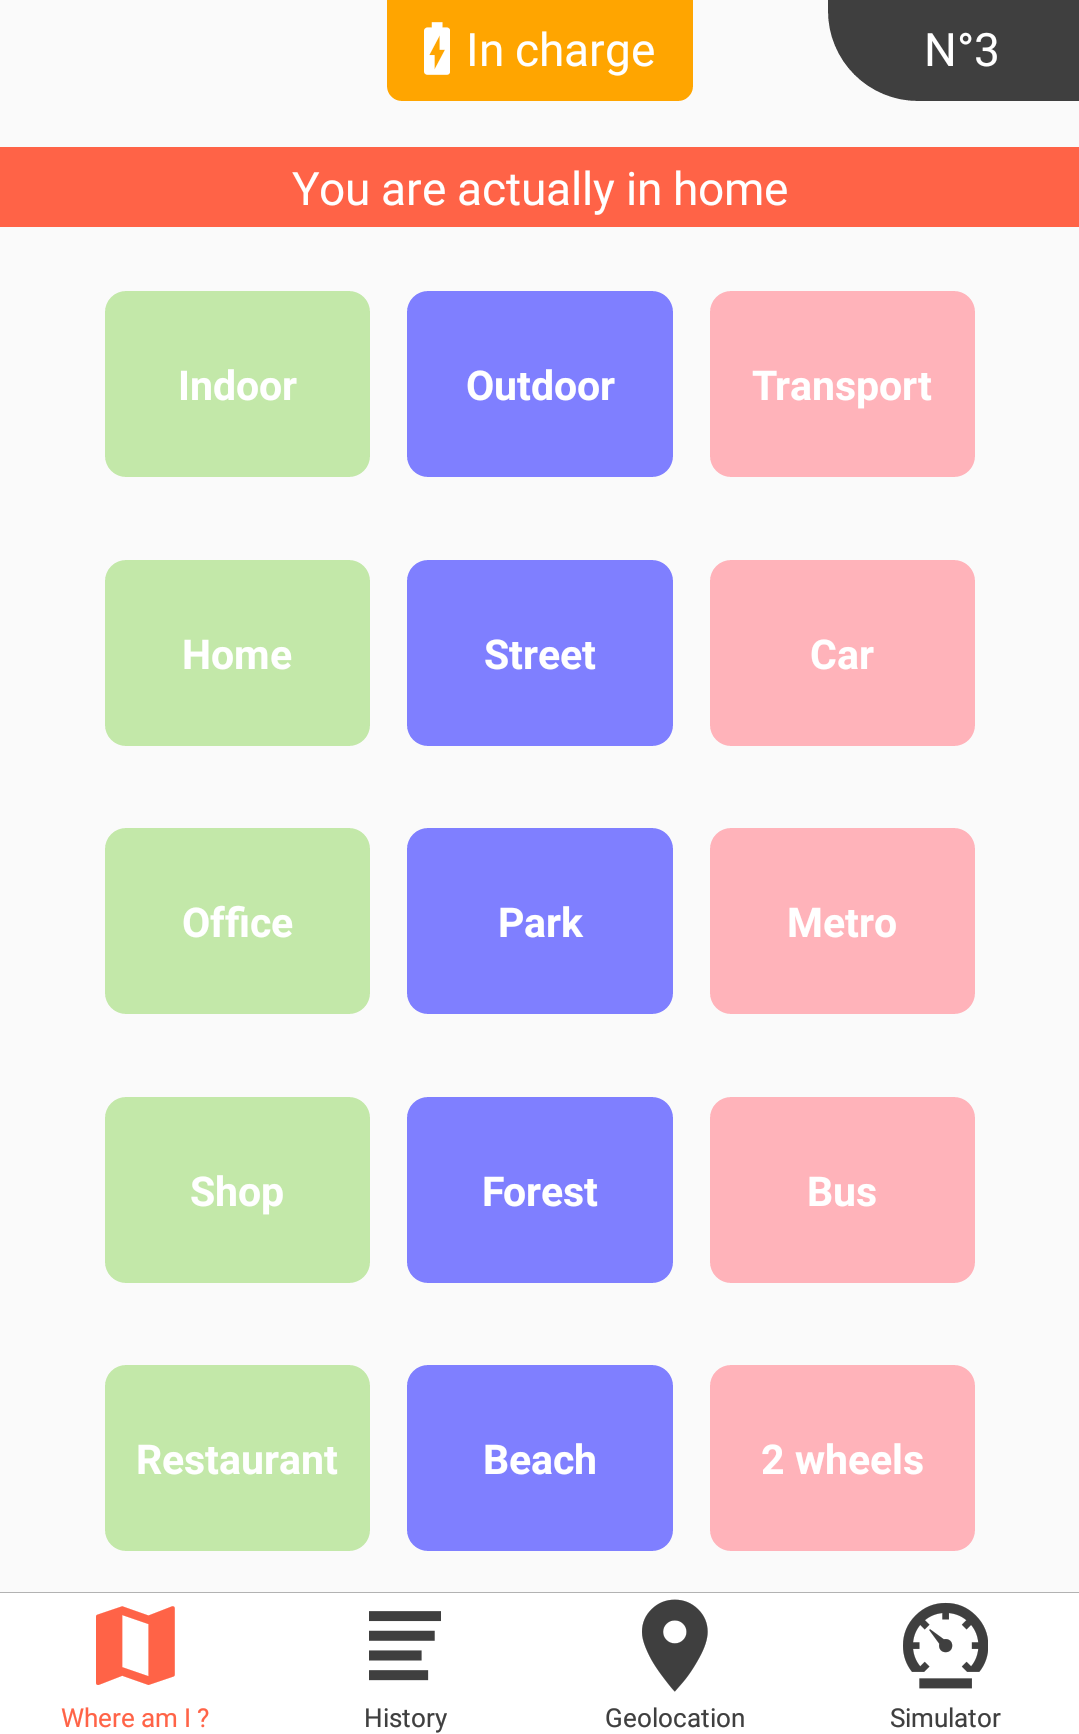 In charge
N°3
You are actually in home
Indoor
Outdoor
Transport
Home
Street
Car
Office
Park
Metro
Shop
Forest
Bus
Restaurant
Beach
2 wheels
Where am I ?
History
Geolocation
Simulator